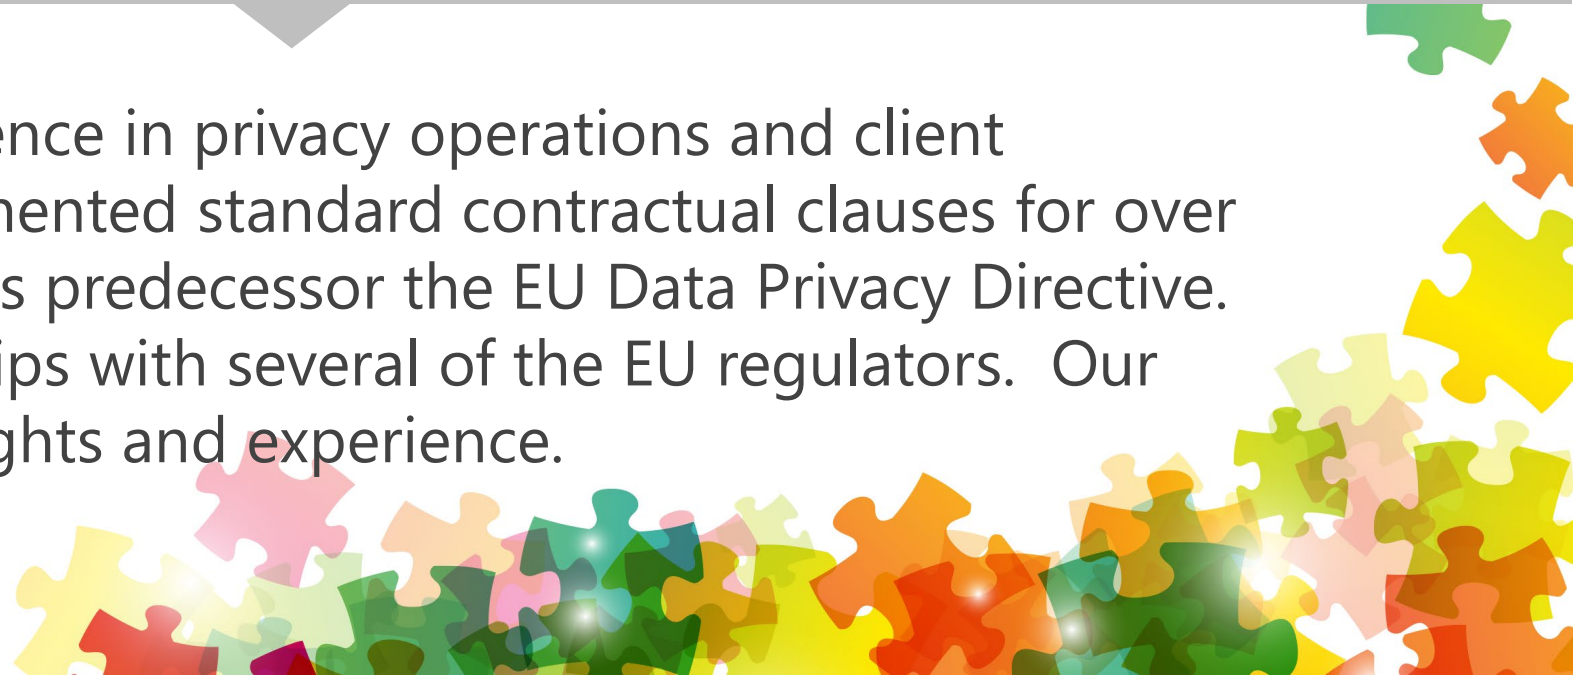 ence in privacy operations and client
nented standard contractual clauses for over
s predecessor the EU Data Privacy Directive.
ips with several of the EU regulators.  Our
ghts and experience.